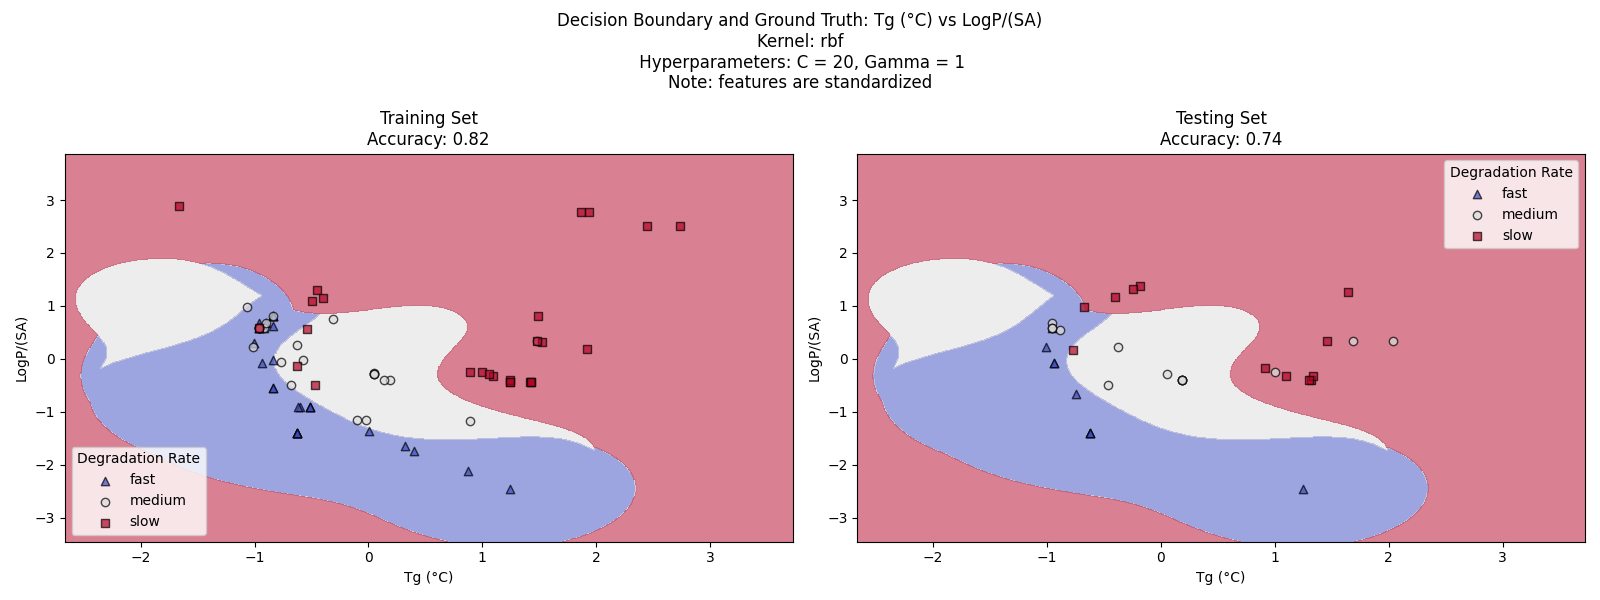 Decision Boundary and Ground Truth: Tg (°C) vs LogP/(SA)
Kernel: rbf
Hyperparameters: C = 20, Gamma = 1
Note: features are standardized
Training Set
Accuracy: 0.82
LogP/(SA)
3
2
1
0
−1
−2
−3
Degradation Rate
fast
medium
slow
−2
−1
0
1
2
3
Tg (°C)
Testing Set
Accuracy: 0.74
LogP/(SA)
3
2
1
0
−1
−2
−3
Degradation Rate
fast
medium
slow
−2
−1
0
1
2
3
Tg (°C)